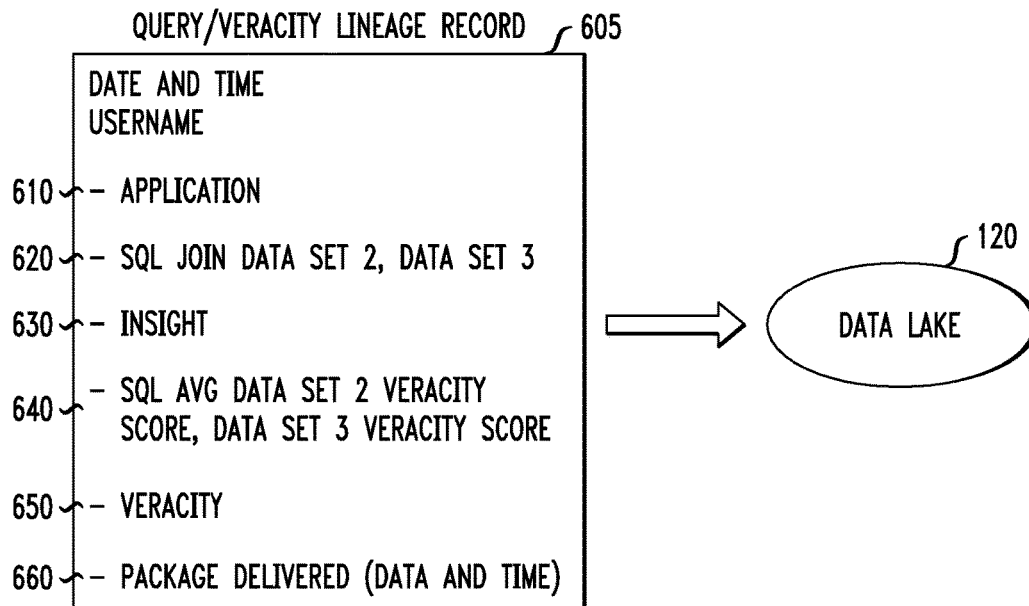 QUERY/VERACITY LINEAGE RECORD 605
DATE AND TIME
USERNAME
610 - APPLICATION
620 - SQL JOIN DATA SET 2, DATA SET 3
630 - INSIGHT
640 - SQL AVG DATA SET 2 VERACITY
SCORE, DATA SET 3 VERACITY SCORE
650 - VERACITY
660 - PACKAGE DELIVERED (DATA AND TIME)
120
DATA LAKE